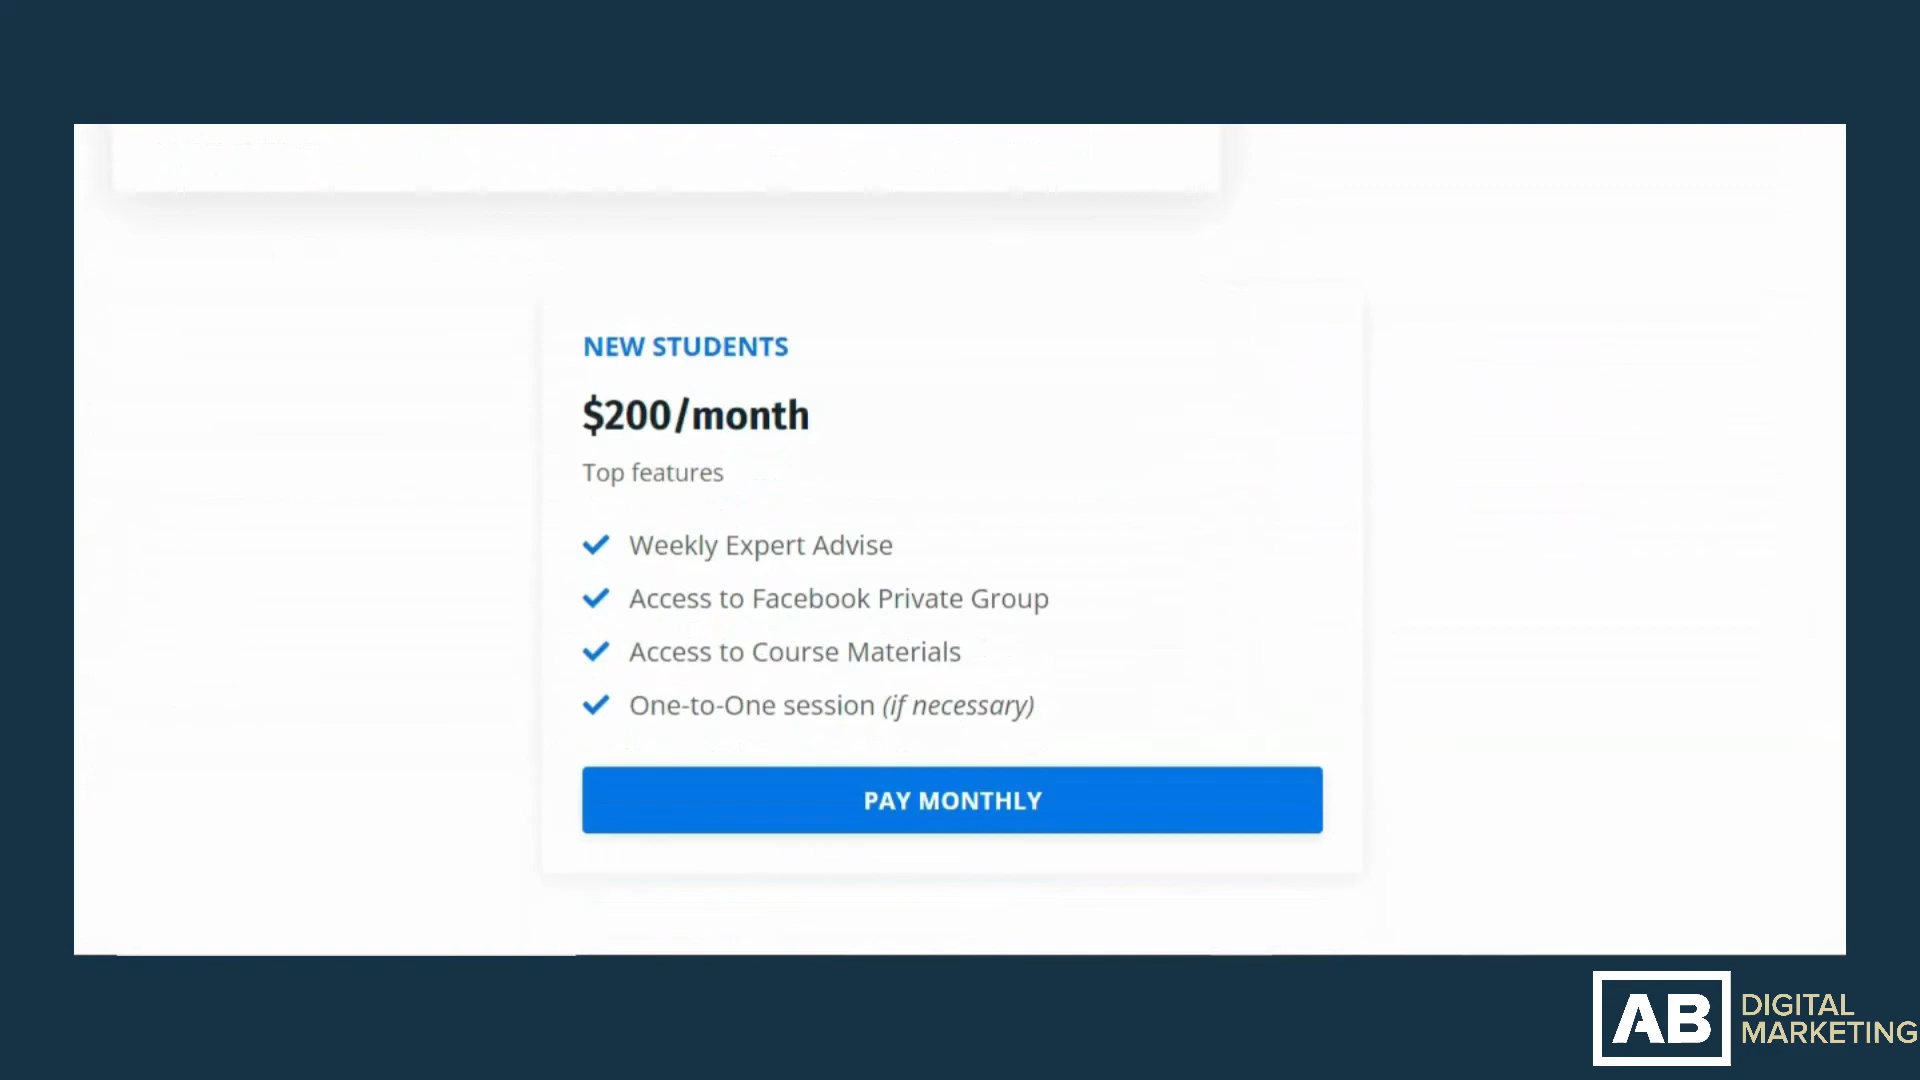 NEW STUDENTS
$200/month
Top features
Weekly Expert Advise
Access to Facebook Private Group
Access to Course Materials
One-to-One session (if necessary)
PAY MONTHLY
AB
DIGITAL
MARKETING